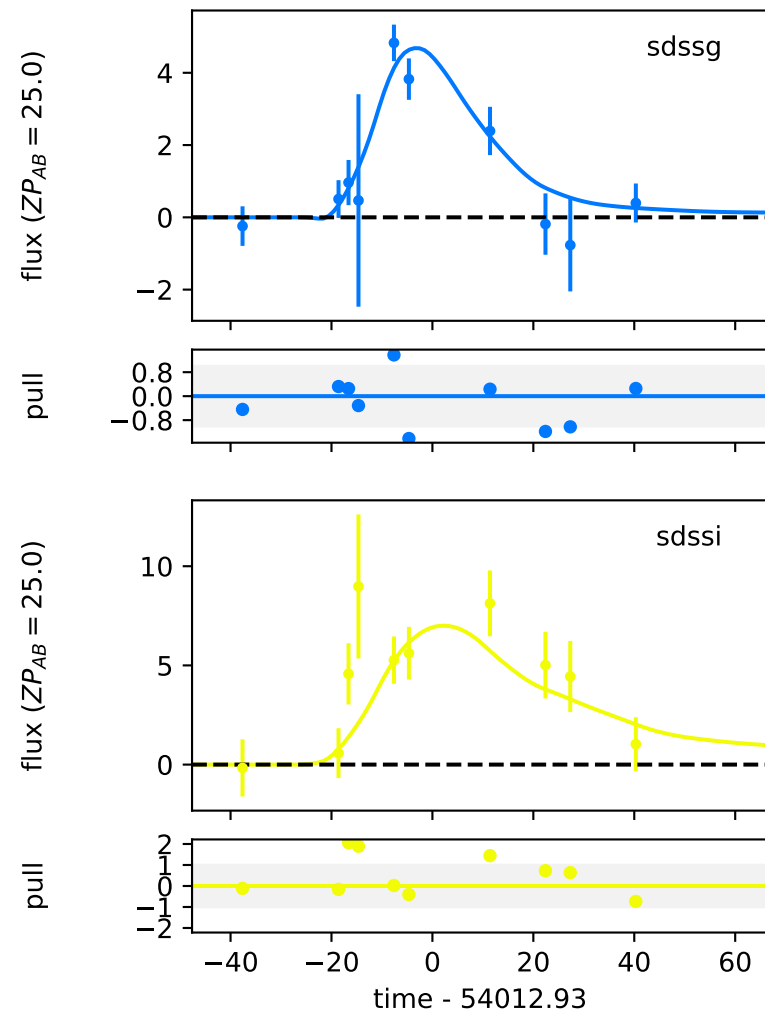 sdssg
flux (ZP_AB = 25.0)
4
2
0
−2
pull
0.8
0.0
−0.8
sdssi
flux (ZP_AB = 25.0)
10
5
0
pull
2
1
0
−1
−2
−40 −20 0 20 40 60
time - 54012.93